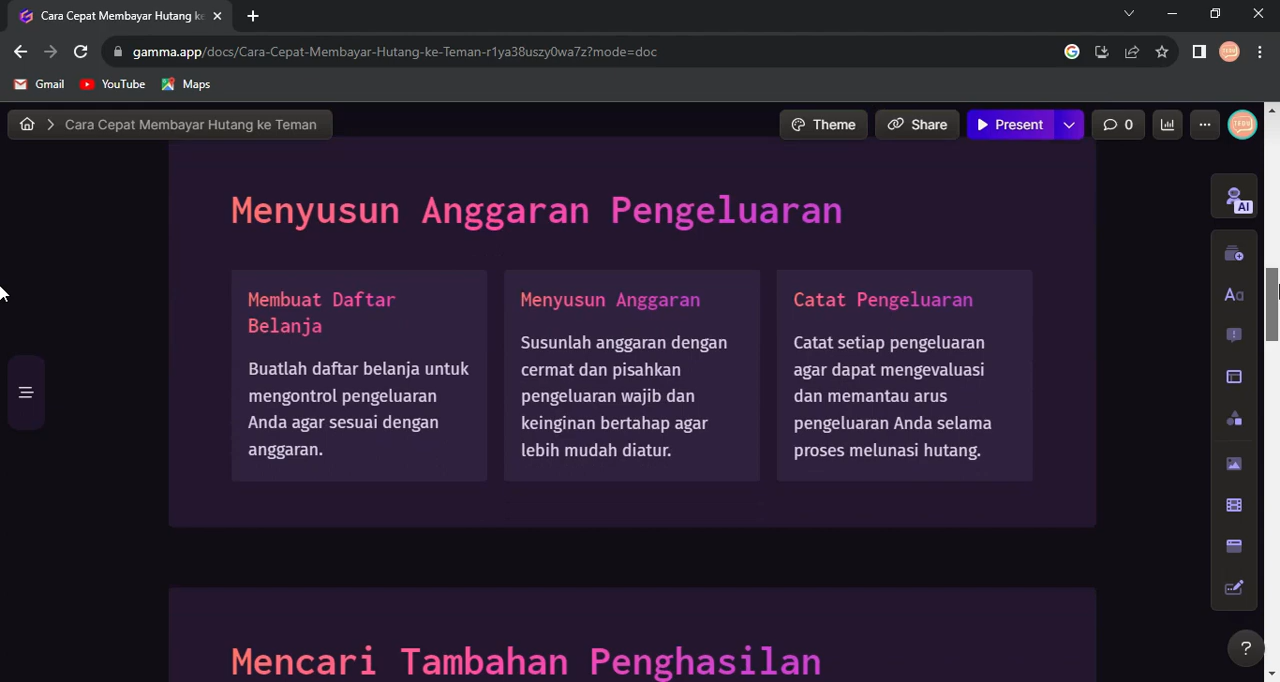 Cara Cepat Membayar Hutang ke
gamma.app/docs/Cara-Cepat-Membayar-Hutang-ke-Teman-r1ya38uszy0wa7z?mode=doc
Gmail YouTube Maps
Cara Cepat Membayar Hutang ke Teman
Theme Share Present 0
AI
Aa
Menyusun Anggaran Pengeluaran
Membuat Daftar
Belanja
Buatlah daftar belanja untuk
mengontrol pengeluaran
Anda agar sesuai dengan
anggaran.
Menyusun Anggaran
Susunlah anggaran dengan
cermat dan pisahkan
pengeluaran wajib dan
keinginan bertahap agar
lebih mudah diatur.
Catat Pengeluaran
Catat setiap pengeluaran
agar dapat mengevaluasi
dan memantau arus
pengeluaran Anda selama
proses melunasi hutang.
Mencari Tambahan Penghasilan
?